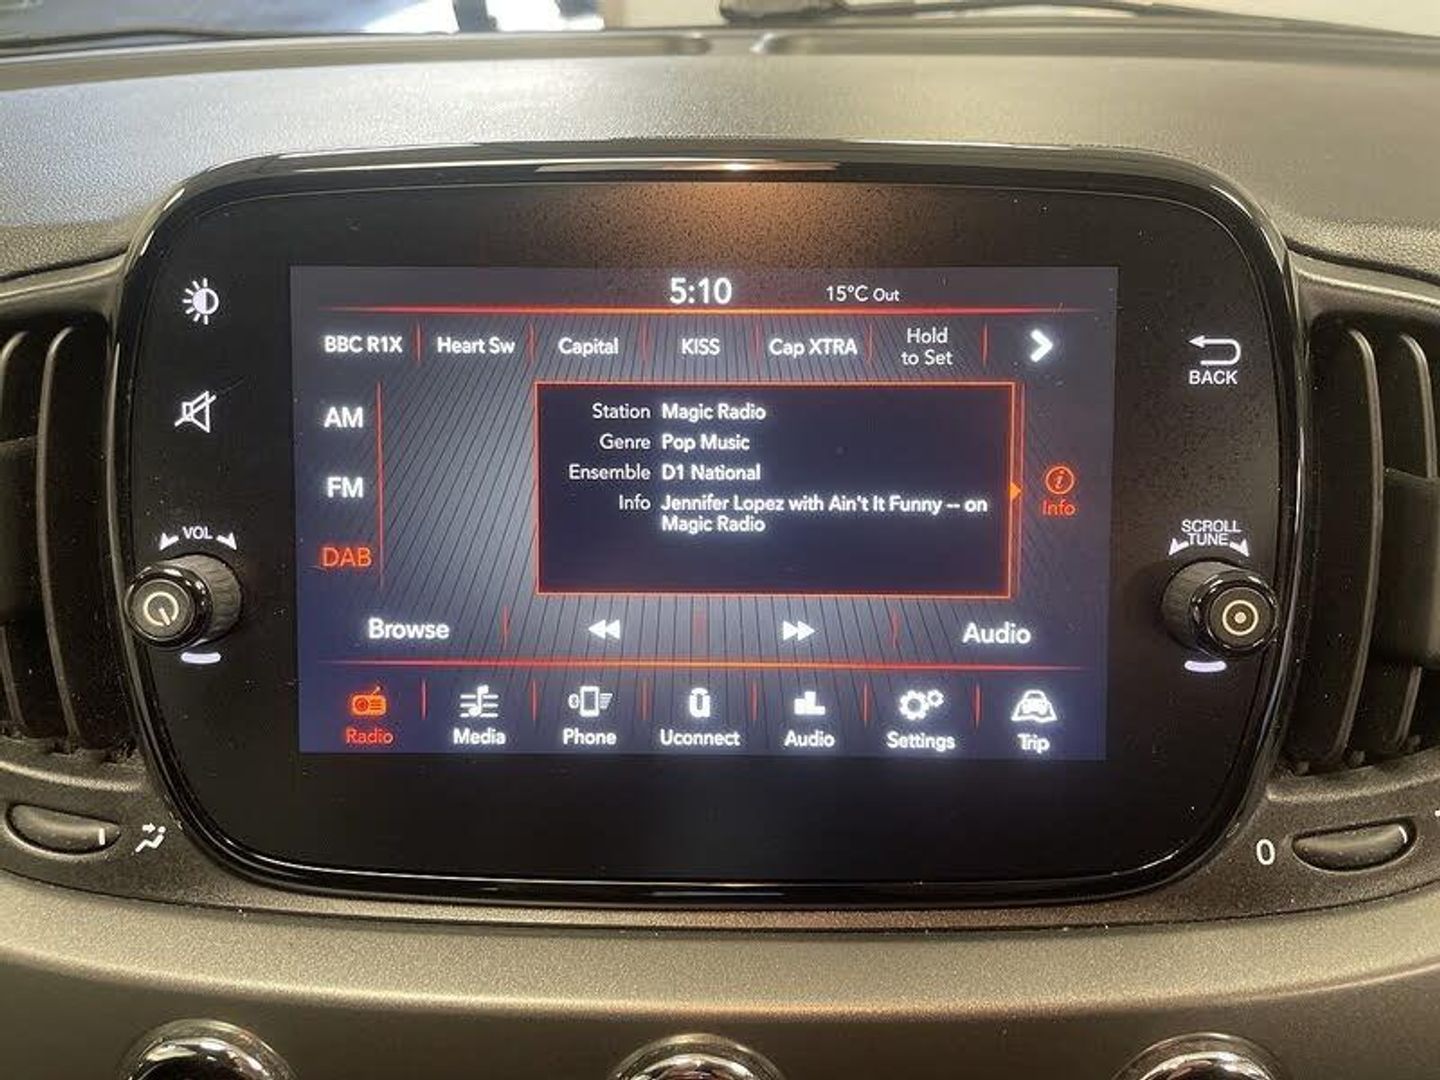 5:10 15°C Out
BBC R1X Heart Sw Capital KISS Cap XTRA Hold
to Set
BACK
AM
FM
DAB
Station Magic Radio
Genre Pop Music
Ensemble D1 National
Info Jennifer Lopez with Ain't It Funny -- on
Magic Radio
Info
VOL
SCROLL
TUNE
Browse Audio
Radio Media Phone Uconnect Audio Settings Trip
0